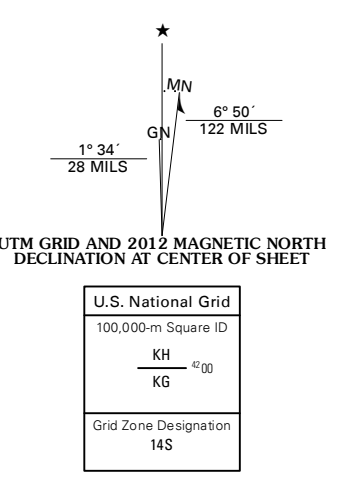 ★
MN
GN
6° 50´
122 MILS
1° 34´
28 MILS
UTM GRID AND 2012 MAGNETIC NORTH
DECLINATION AT CENTER OF SHEET
U.S. National Grid
100,000-m Square ID
KH
4200
KG
Grid Zone Designation
14S